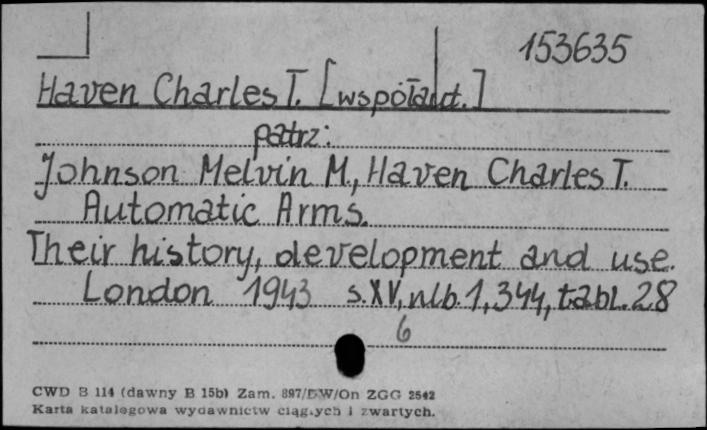 153635
Haven Charles T. [współaut.]
patrz:
Johnson Melvin M., Haven Charles T.
Automatic Arms.
Their history, development and use.
London 1943 s. XV, nlb. 1, 344, tabl. 28
6
CWD B 114 (dawny B 15b) Zam. 897/DW/On ZGG 2542
Karta katalogowa wydawnictw ciągłych i zwartych.